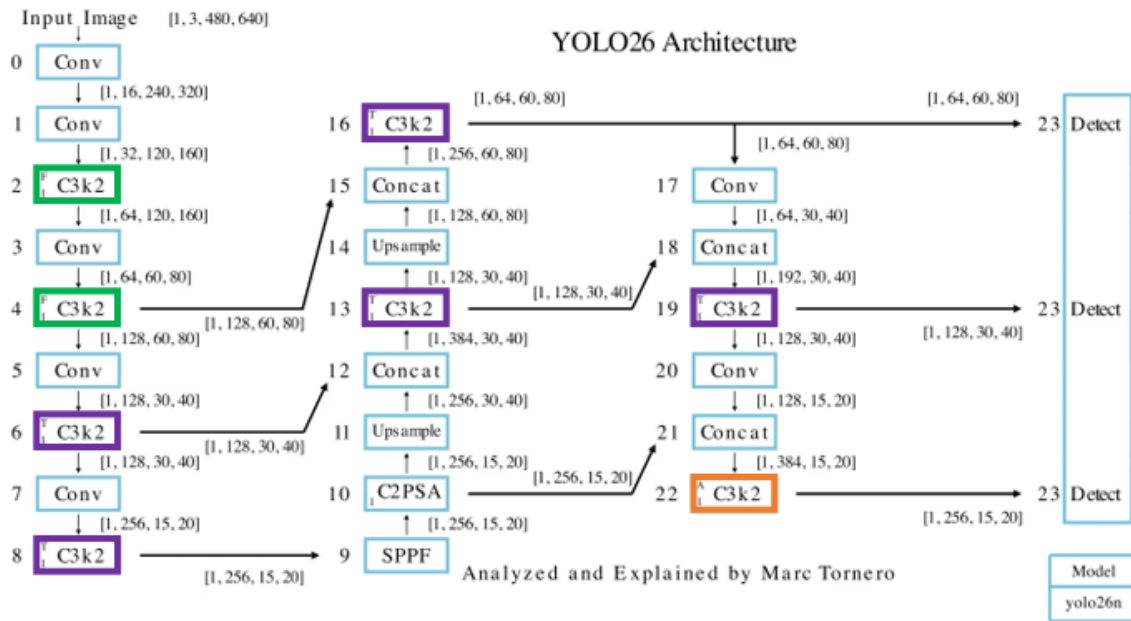 Input Image [1, 3, 480, 640]
YOLO26 Architecture
0 Conv
[1, 16, 240, 320]
1 Conv
[1, 32, 120, 160]
2 F 1 C3k2
[1, 64, 120, 160]
3 Conv
[1, 64, 60, 80]
4 F 1 C3k2
[1, 128, 60, 80]
[1, 128, 60, 80]
5 Conv
[1, 128, 30, 40]
6 T 1 C3k2
[1, 128, 30, 40]
[1, 128, 30, 40]
7 Conv
[1, 256, 15, 20]
8 T 1 C3k2
[1, 256, 15, 20]
16 T 1 C3k2
[1, 64, 60, 80]
[1, 256, 60, 80]
15 Concat
[1, 128, 60, 80]
14 Upsample
[1, 128, 30, 40]
13 T 1 C3k2
[1, 128, 30, 40]
[1, 384, 30, 40]
12 Concat
[1, 256, 30, 40]
11 Upsample
[1, 256, 15, 20]
10 1 C2PSA
[1, 256, 15, 20]
[1, 256, 15, 20]
9 SPPF
[1, 64, 60, 80]
[1, 64, 60, 80]
17 Conv
[1, 64, 30, 40]
18 Concat
[1, 192, 30, 40]
19 T 1 C3k2
[1, 128, 30, 40]
[1, 128, 30, 40]
20 Conv
[1, 128, 15, 20]
21 Concat
[1, 384, 15, 20]
22 A 1 C3k2
[1, 256, 15, 20]
23 Detect
23 Detect
23 Detect
Analyzed and Explained by Marc Tornero
Model
yolo26n